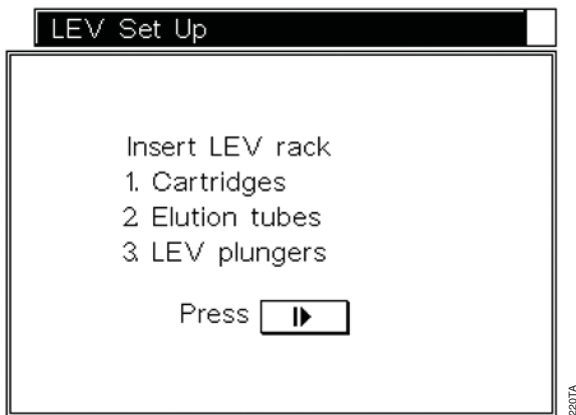 LEV Set Up
Insert LEV rack
1. Cartridges
2. Elution tubes
3. LEV plungers
Press
220TA